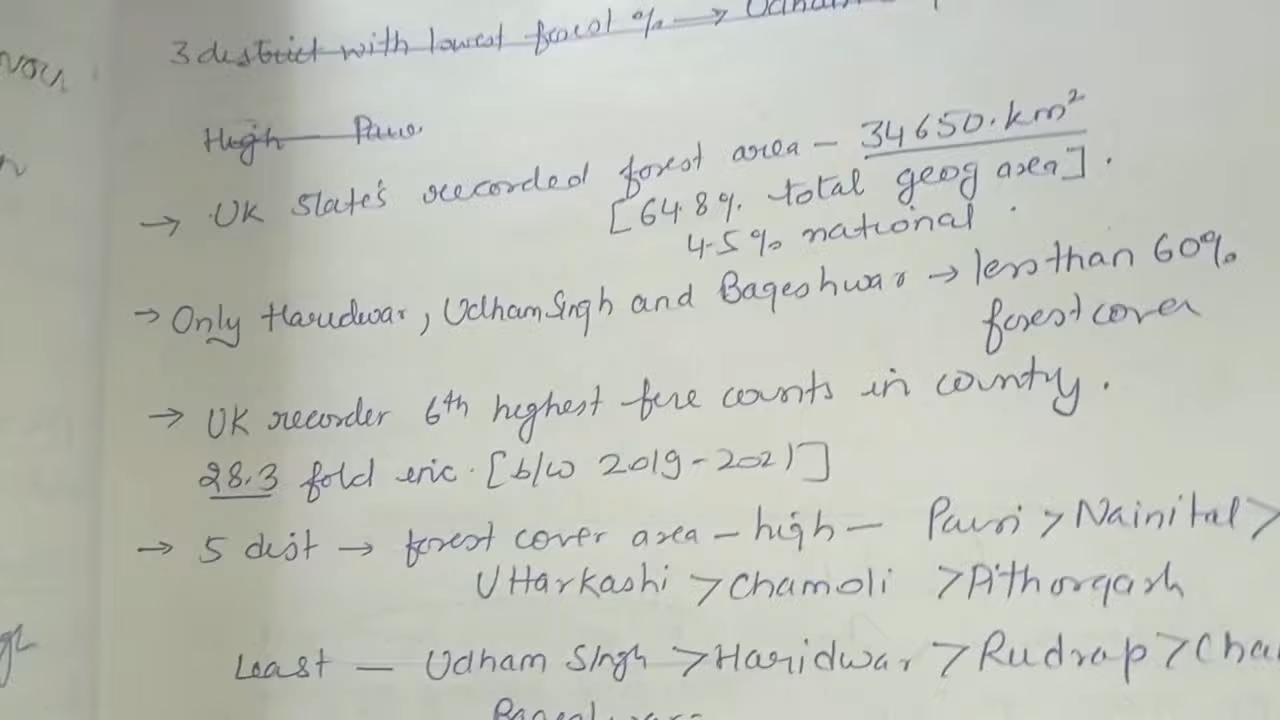 3 district with lowest forest % →
High — Paur
→ UK State's recorded forest area - 34650. km²
[64.8% total geog area].
4.5% national
→ Only Haridwar, Udham Singh and Bageshwar → less than 60%
forest cover
→ UK recorder 6th highest fire counts in county.
28.3 fold inc. [b/w 2019-2021]
→ 5 dist → forest cover area - high - Pauri > Nainital >
Uttarkashi > Chamoli > Pithorgarh
Least - Udham Singh > Haridwar > Rudrap > Cha